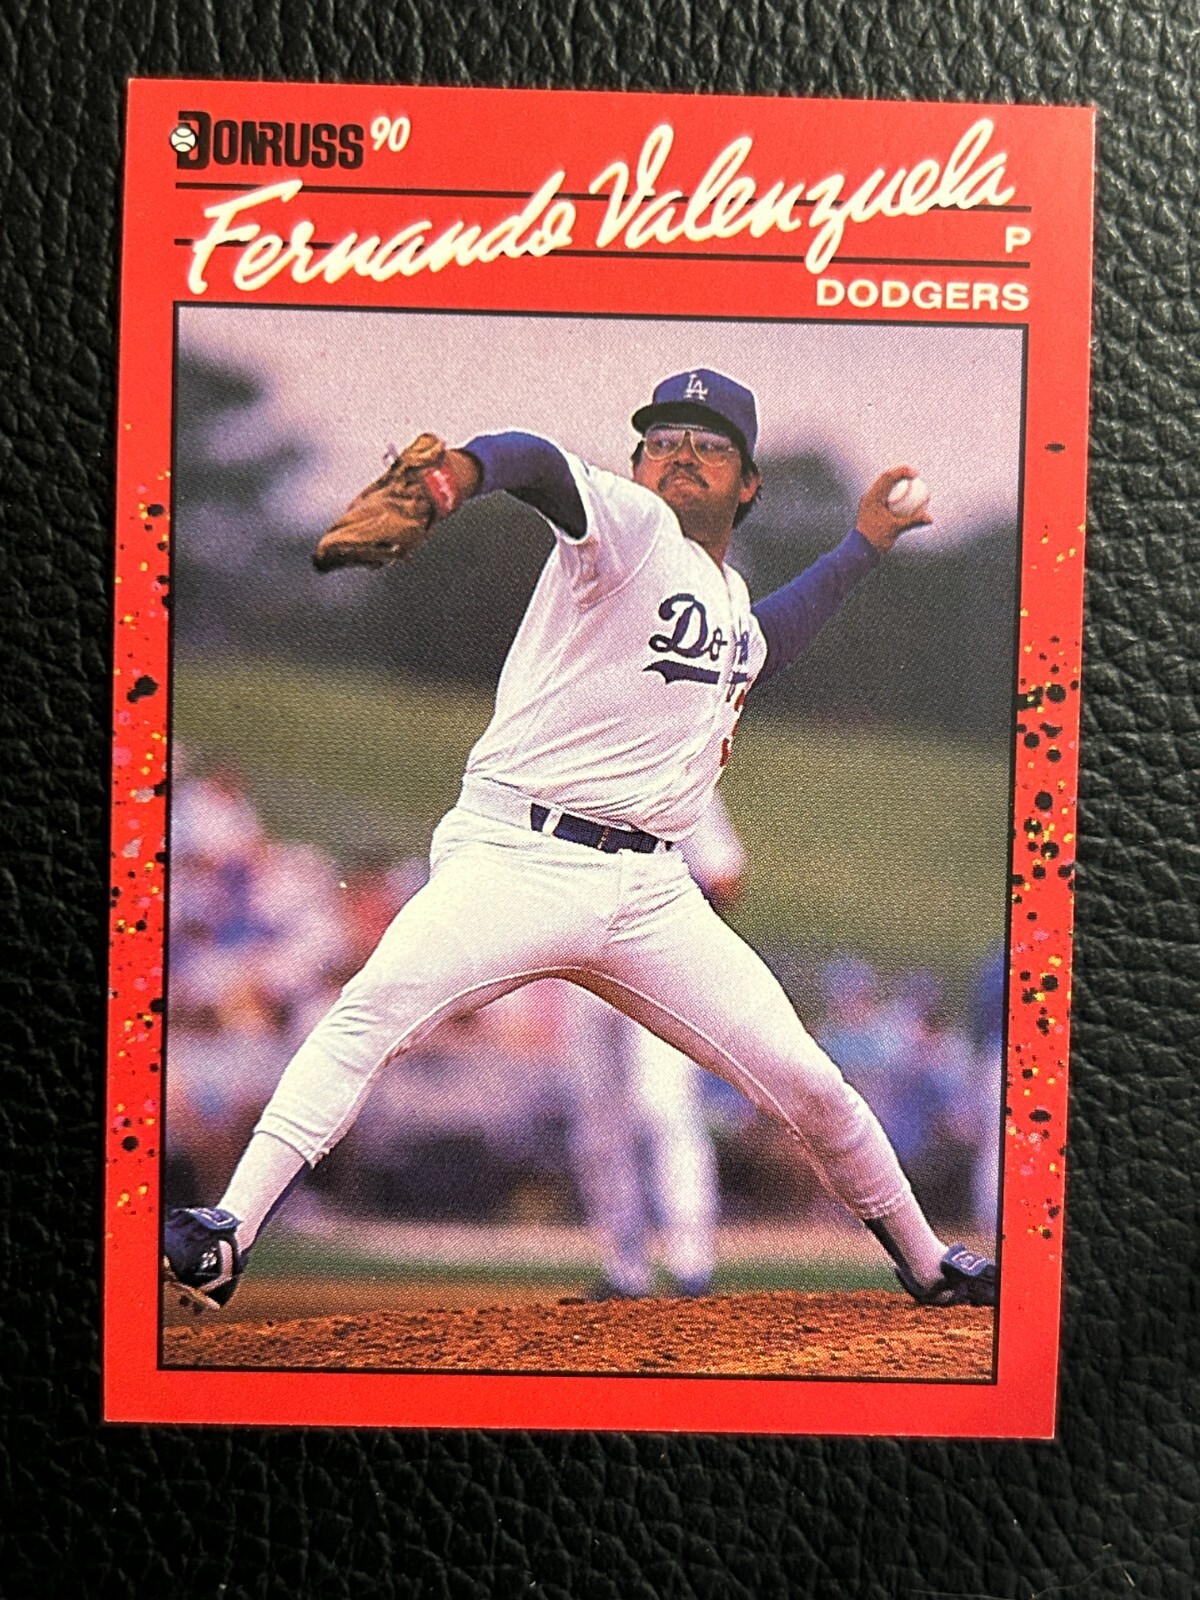 DONRUSS 90
Fernando Valenzuela
P
DODGERS
LA
Do